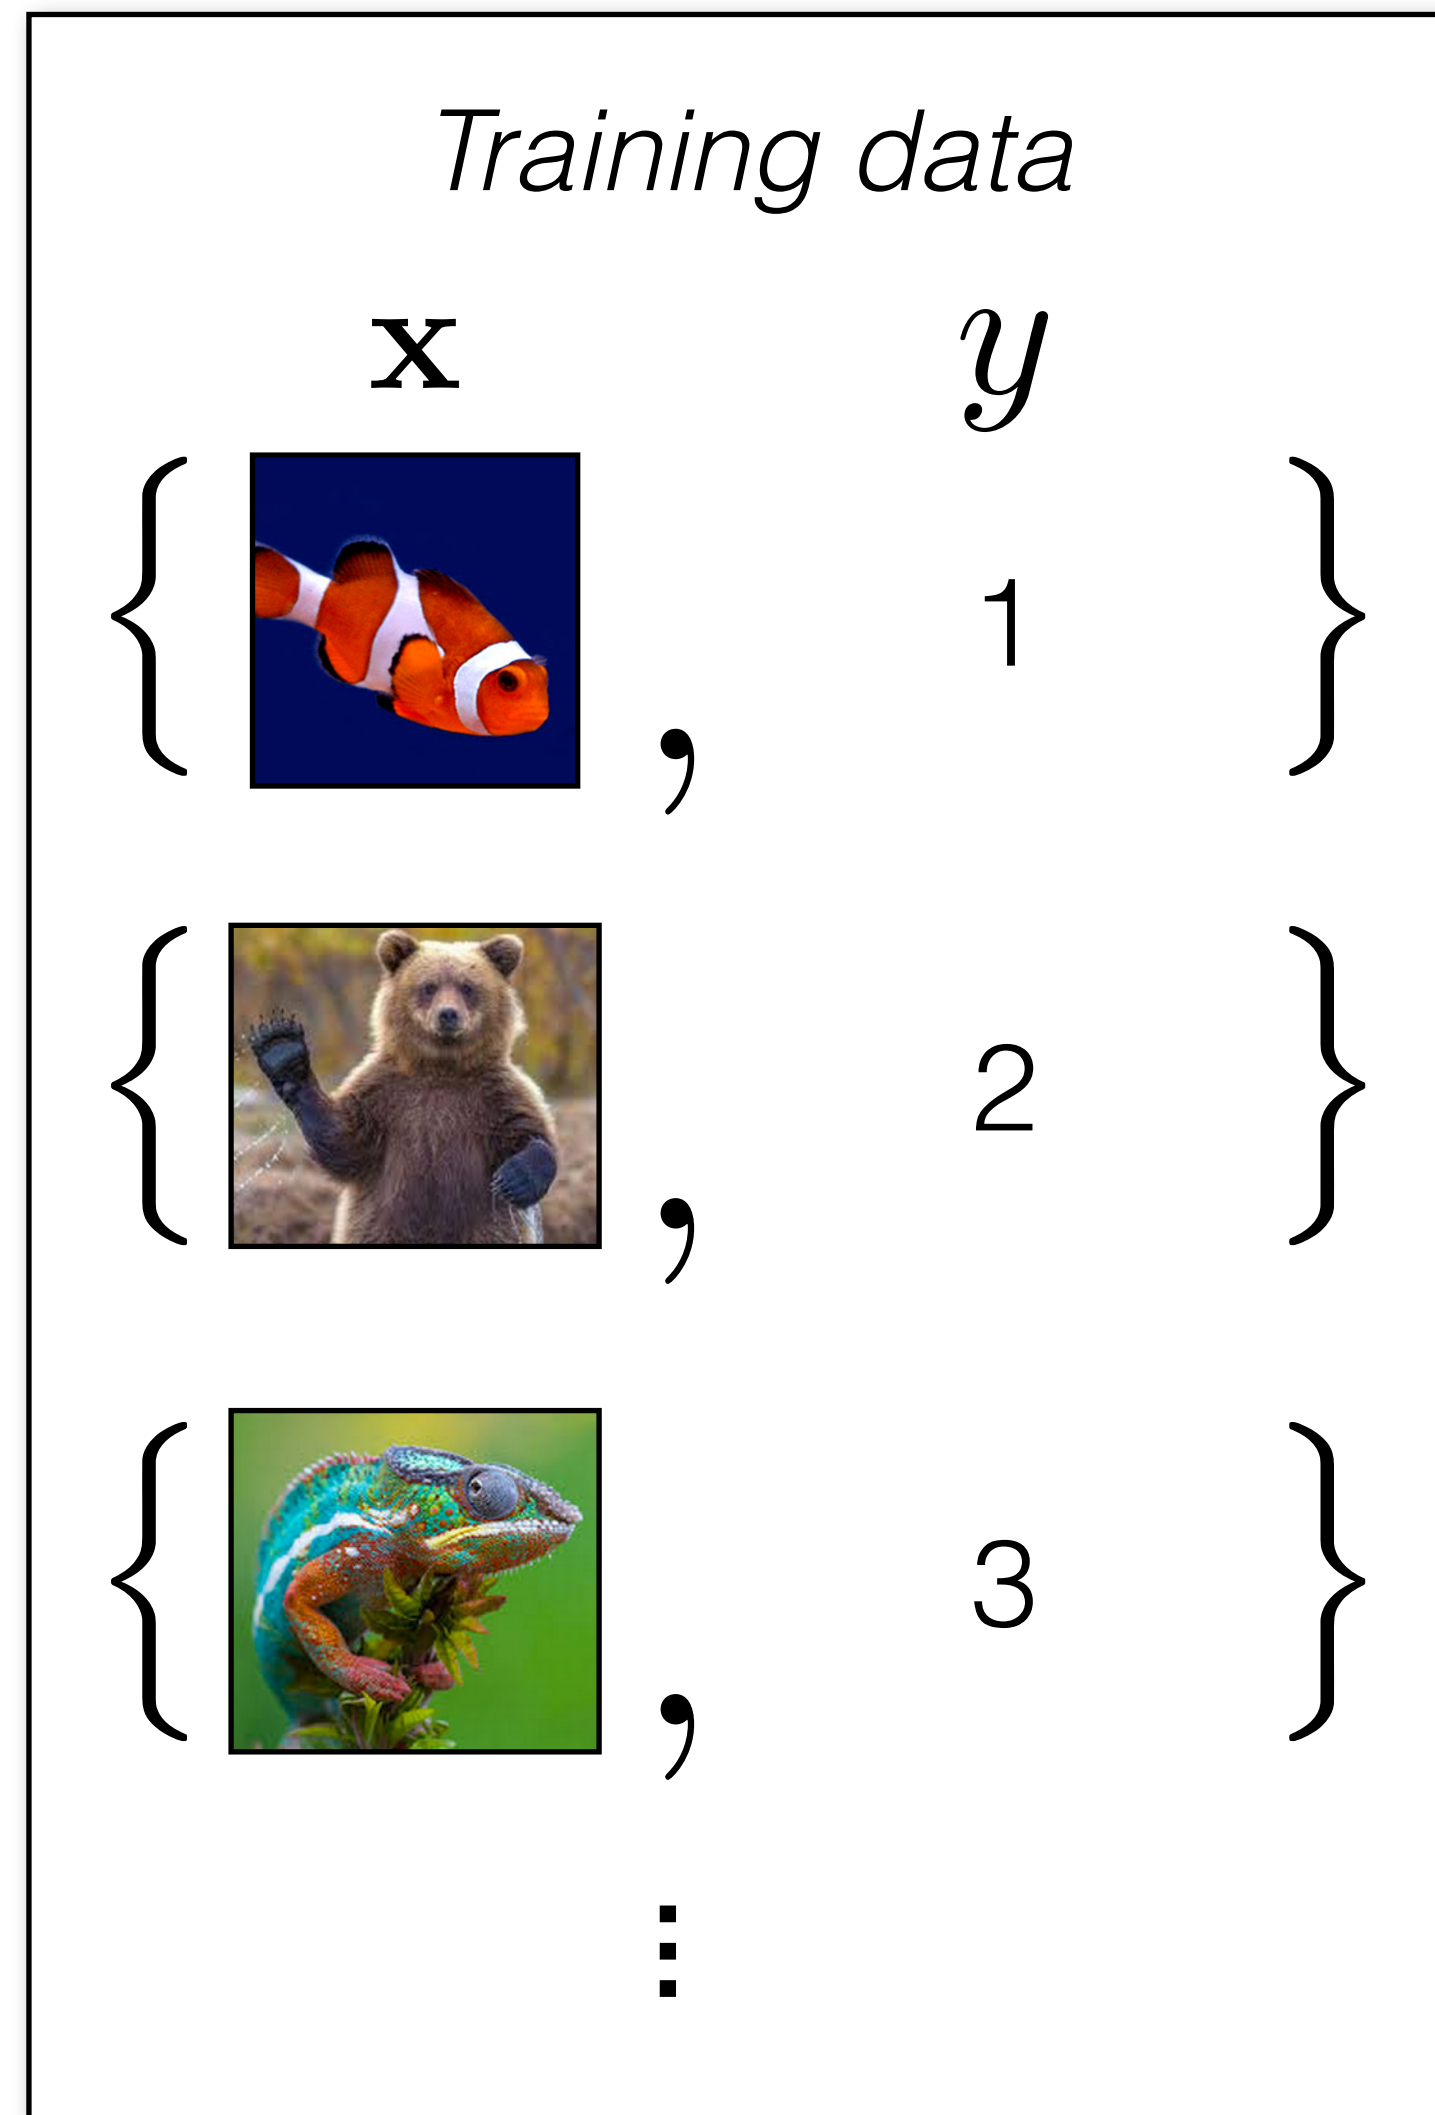 Training data
x y
{ , 1 }
{ , 2 }
{ , 3 }
⋮